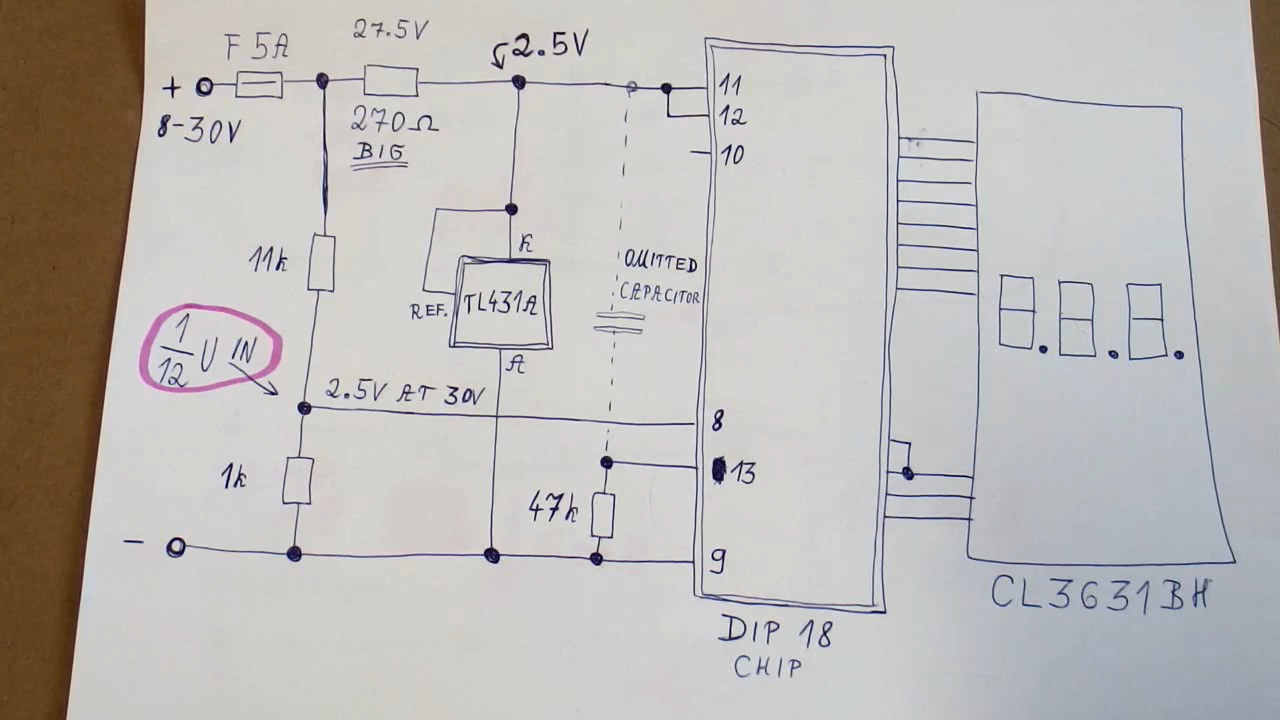 F 5A
27.5V
2.5V
+
8-30V
270Ω
BIG
11
12
10
11k
K
OMITTED
CAPACITOR
REF.
TL431A
A
1/12 U IN
2.5V AT 30V
8
13
1k
47k
9
-
CL3631BH
DIP 18
CHIP